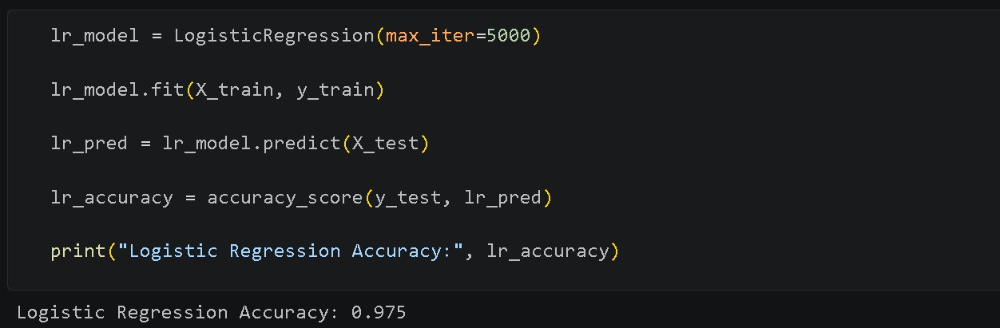 lr_model = LogisticRegression(max_iter=5000)
lr_model.fit(X_train, y_train)
lr_pred = lr_model.predict(X_test)
lr_accuracy = accuracy_score(y_test, lr_pred)
print("Logistic Regression Accuracy:", lr_accuracy)
Logistic Regression Accuracy: 0.975